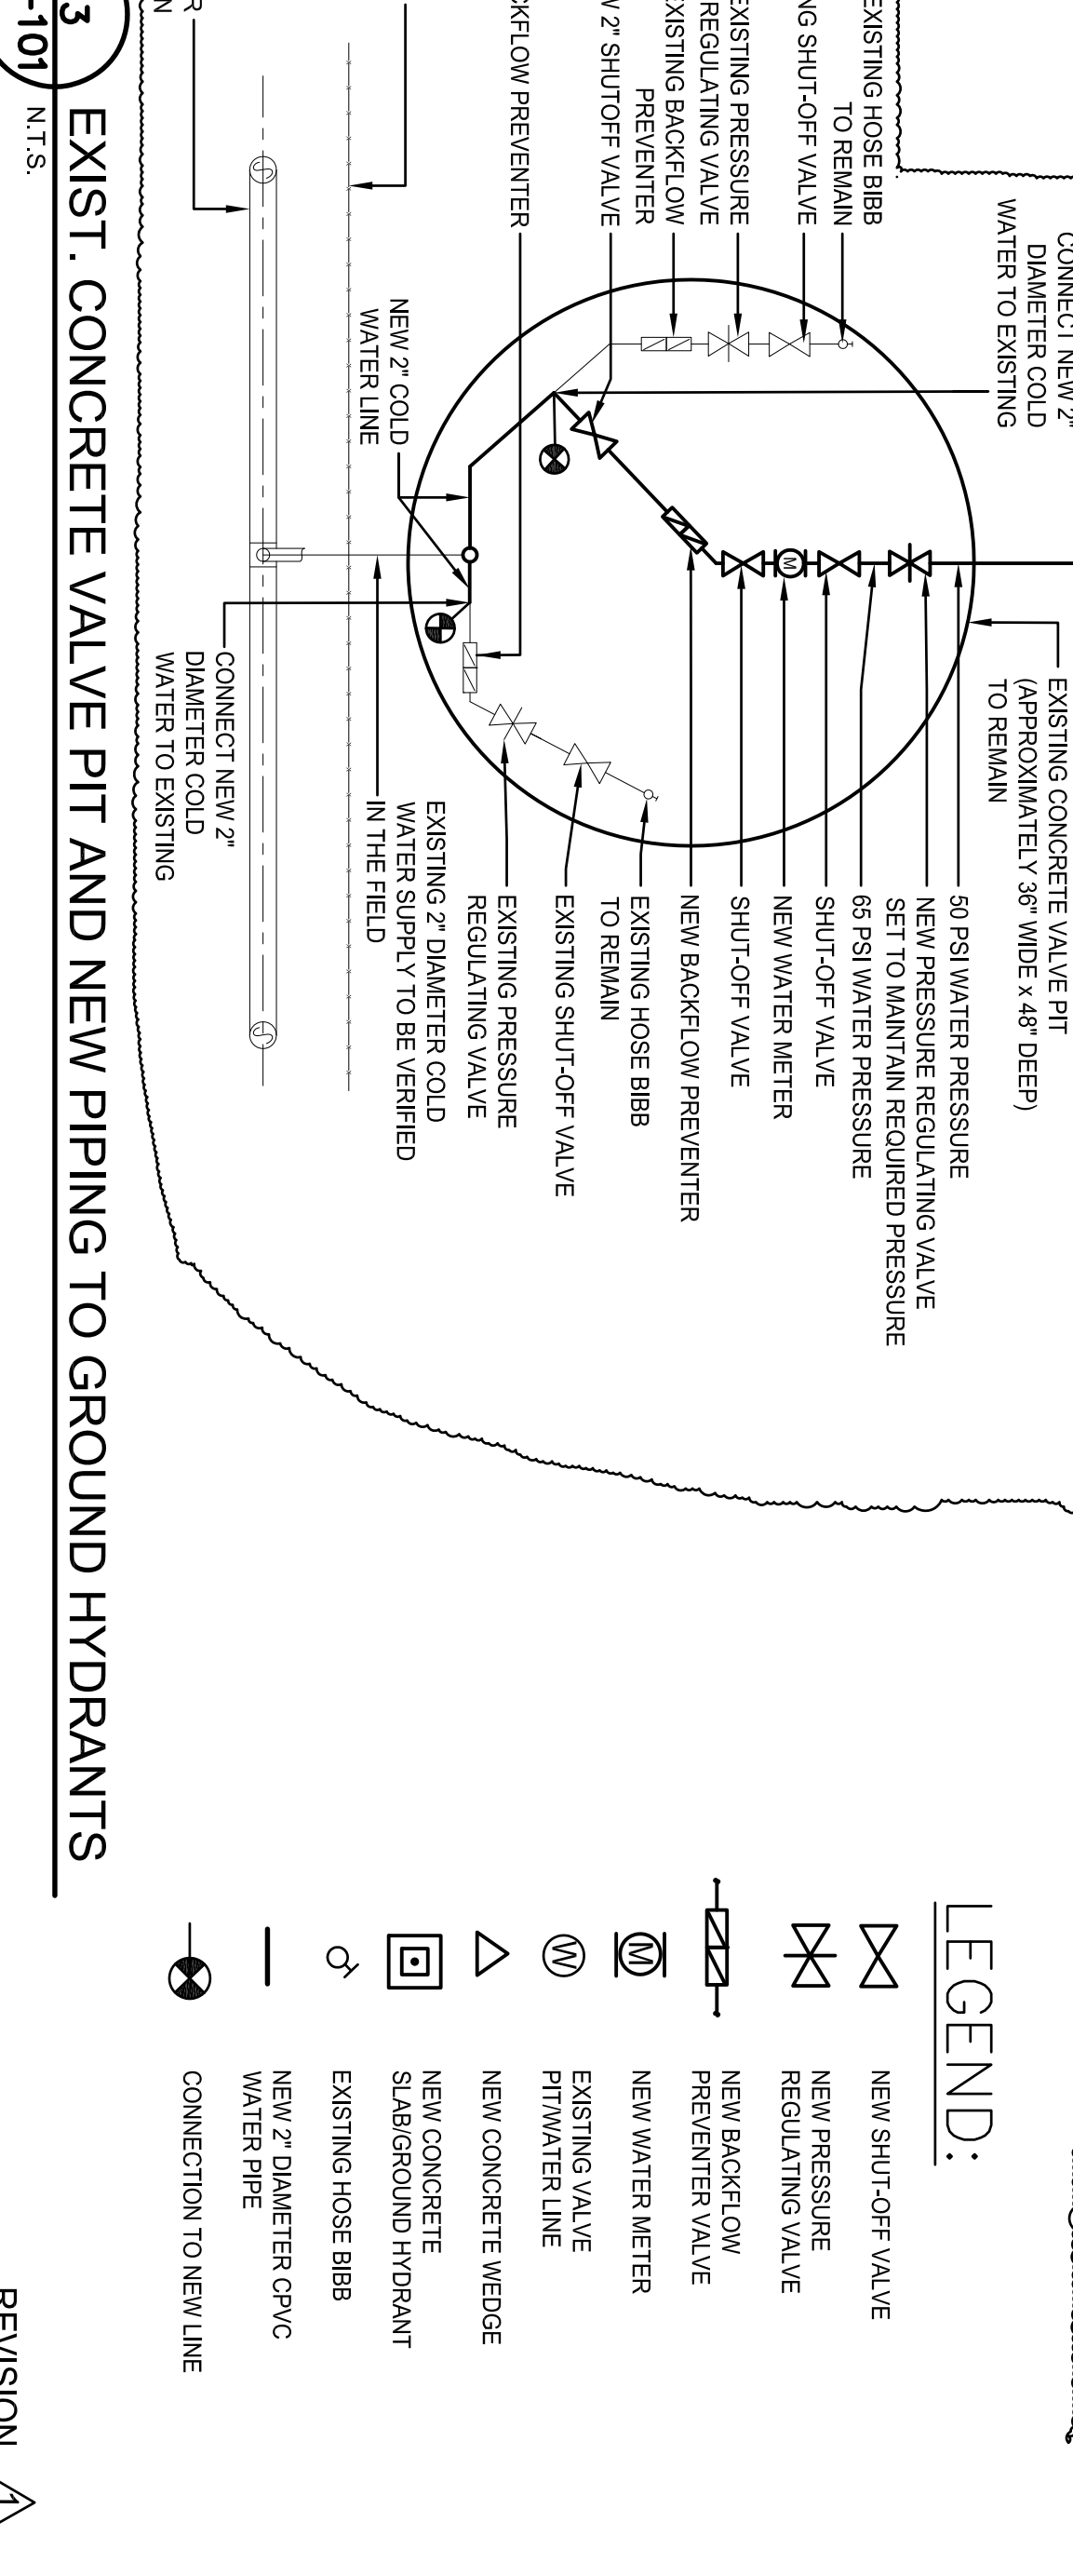 EXISTING HOSE BIBB
TO REMAIN
SHUT-OFF VALVE
EXISTING PRESSURE
REGULATING VALVE
EXISTING BACKFLOW
PREVENTER
2" SHUTOFF VALVE
PREVENTER
CONNECT NEW 2"
DIAMETER COLD
WATER TO EXISTING
NEW 2" COLD
WATER LINE
M
EXISTING CONCRETE VALVE PIT
(APPROXIMATELY 36" WIDE x 48" DEEP)
TO REMAIN
50 PSI WATER PRESSURE
NEW PRESSURE REGULATING VALVE
SET TO MAINTAIN REQUIRED PRESSURE
65 PSI WATER PRESSURE
SHUT-OFF VALVE
NEW WATER METER
SHUT-OFF VALVE
NEW BACKFLOW PREVENTER
EXISTING HOSE BIBB
TO REMAIN
EXISTING SHUT-OFF VALVE
EXISTING PRESSURE
REGULATING VALVE
EXISTING 2" DIAMETER COLD
WATER SUPPLY TO BE VERIFIED
IN THE FIELD
CONNECT NEW 2"
DIAMETER COLD
WATER TO EXISTING
3
-101
EXIST. CONCRETE VALVE PIT AND NEW PIPING TO GROUND HYDRANTS
N.T.S.
LEGEND:
NEW SHUT-OFF VALVE
NEW PRESSURE
REGULATING VALVE
NEW BACKFLOW
PREVENTER VALVE
M NEW WATER METER
W EXISTING VALVE
PIT/WATER LINE
NEW CONCRETE WEDGE
NEW CONCRETE
SLAB/GROUND HYDRANT
EXISTING HOSE BIBB
NEW 2" DIAMETER CPVC
WATER PIPE
CONNECTION TO NEW LINE
REVISION 1